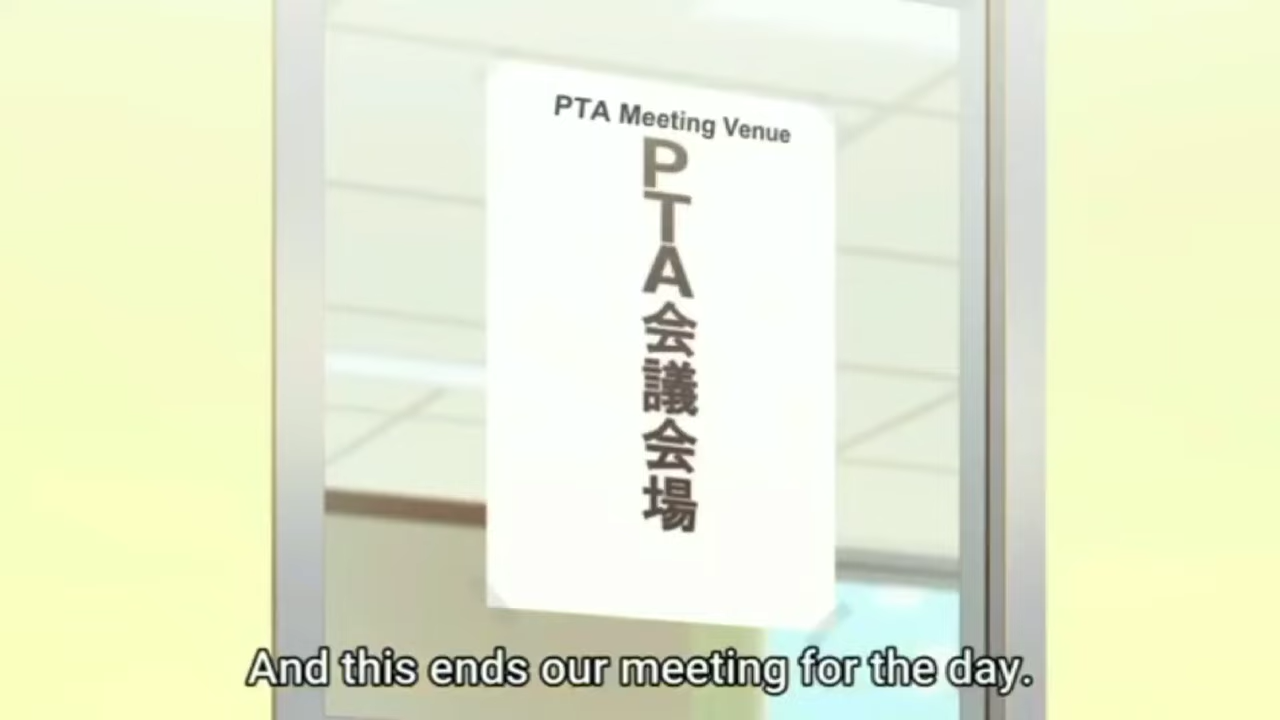 PTA Meeting Venue
PTA会議会場
And this ends our meeting for the day.